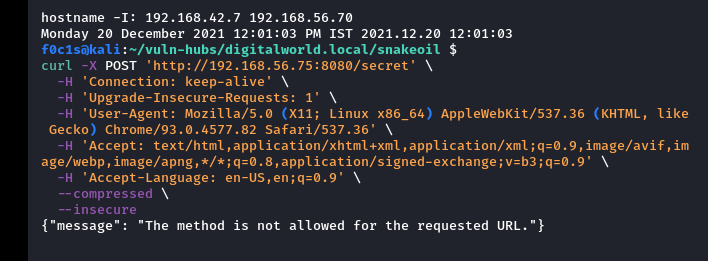 hostname -I: 192.168.42.7 192.168.56.70
Monday 20 December 2021 12:01:03 PM IST 2021.12.20 12:01:03
f0c1s@kali:~/vuln-hubs/digitalworld.local/snakeoil $
curl -X POST 'http://192.168.56.75:8080/secret' \
-H 'Connection: keep-alive' \
-H 'Upgrade-Insecure-Requests: 1' \
-H 'User-Agent: Mozilla/5.0 (X11; Linux x86_64) AppleWebKit/537.36 (KHTML, like
Gecko) Chrome/93.0.4577.82 Safari/537.36' \
-H 'Accept: text/html,application/xhtml+xml,application/xml;q=0.9,image/avif,im
age/webp,image/apng,*/*;q=0.8,application/signed-exchange;v=b3;q=0.9' \
-H 'Accept-Language: en-US,en;q=0.9' \
--compressed \
--insecure
{"message": "The method is not allowed for the requested URL."}